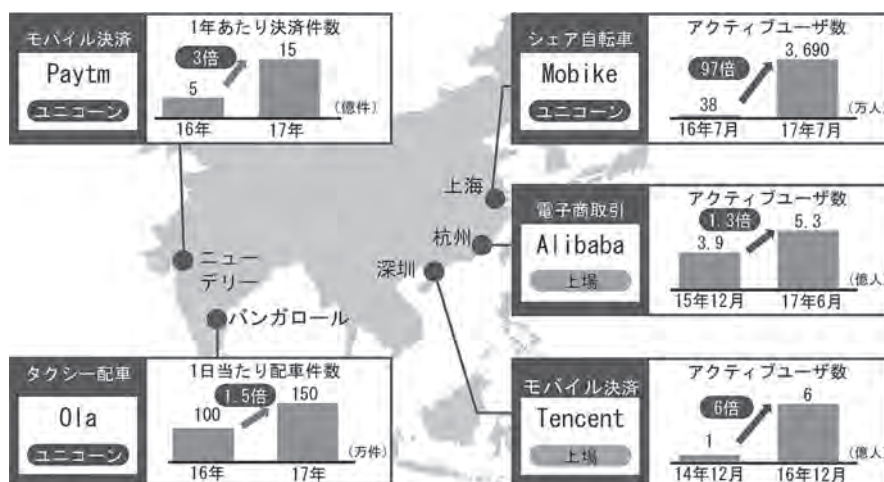 モバイル決済
Paytm
ユニコーン
1年あたり決済件数
3倍
5
15
(億件)
16年
17年
シェア自転車
Mobike
ユニコーン
アクティブユーザ数
97倍
38
3,690
(万人)
16年7月
17年7月
上海
杭州
深圳
ニュー
デリー
バンガロール
電子商取引
Alibaba
上場
アクティブユーザ数
1.3倍
3.9
5.3
(億人)
15年12月
17年6月
タクシー配車
Ola
ユニコーン
1日当たり配車件数
1.5倍
100
150
(万件)
16年
17年
モバイル決済
Tencent
上場
アクティブユーザ数
6倍
1
6
(億人)
14年12月
16年12月